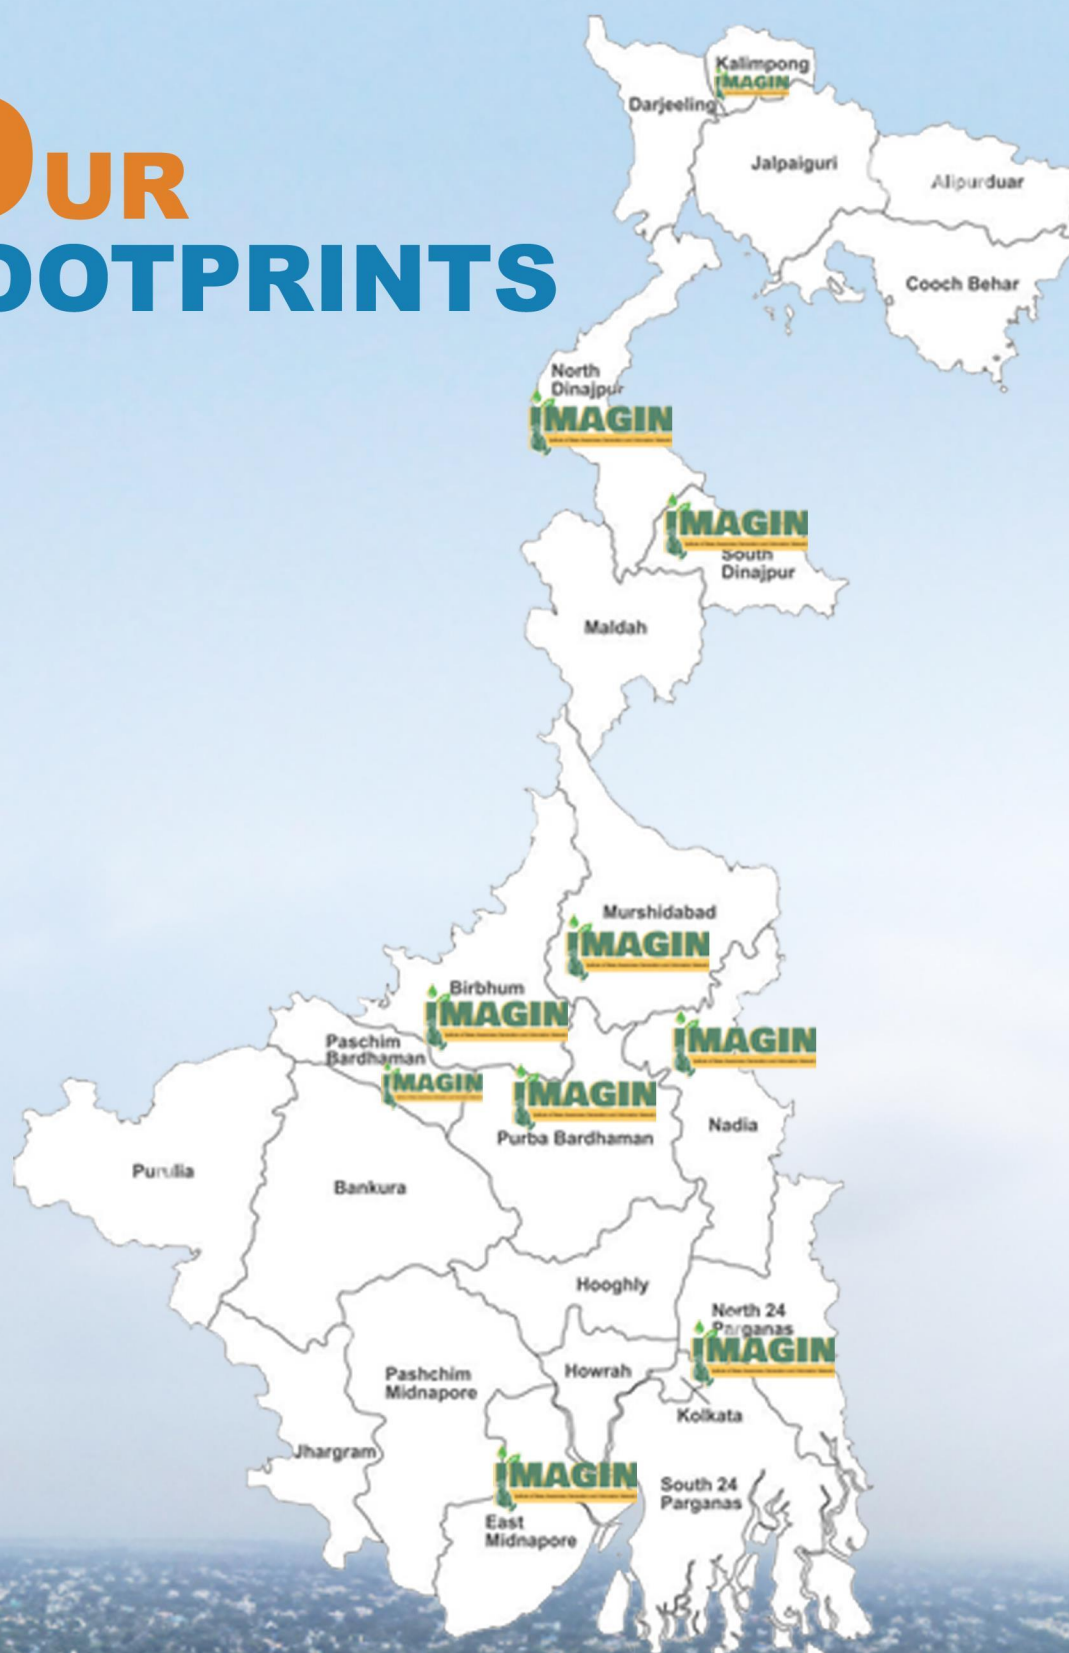 OUR
OOTPRINTS
Kalimpong
iMAGIN
Darjeeling
Jalpaiguri
Alipurduar
Cooch Behar
North
Dinajpur
iMAGIN
iMAGIN
South
Dinajpur
Maldah
Murshidabad
iMAGIN
Birbhum
iMAGIN
iMAGIN
Paschim
Bardhaman
iMAGIN
iMAGIN
Purba Bardhaman
Nadia
Purulia
Bankura
Hooghly
North 24
Parganas
iMAGIN
Howrah
Pashchim
Midnapore
Kolkata
Jhargram
iMAGIN
South 24
Parganas
East
Midnapore